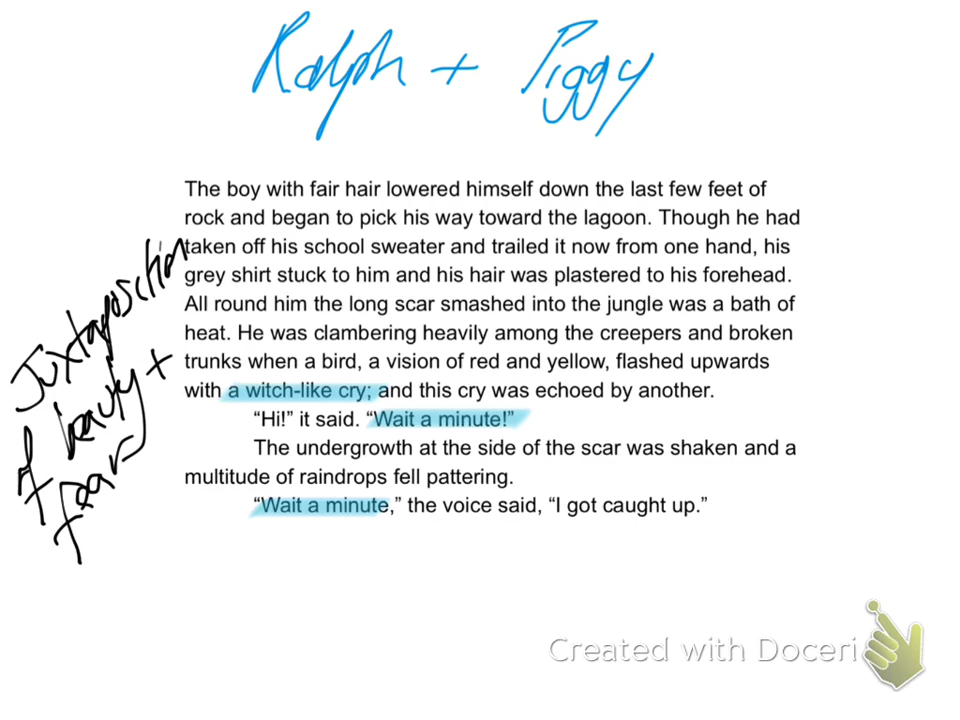 Ralph + Piggy
The boy with fair hair lowered himself down the last few feet of
rock and began to pick his way toward the lagoon. Though he had
taken off his school sweater and trailed it now from one hand, his
grey shirt stuck to him and his hair was plastered to his forehead.
All round him the long scar smashed into the jungle was a bath of
heat. He was clambering heavily among the creepers and broken
trunks when a bird, a vision of red and yellow, flashed upwards
with a witch-like cry; and this cry was echoed by another.
“Hi!” it said. “Wait a minute!”
The undergrowth at the side of the scar was shaken and a
multitude of raindrops fell pattering.
“Wait a minute,” the voice said, “I got caught up.”
Juxtaposition
of beauty +
fear
Created with Doceri